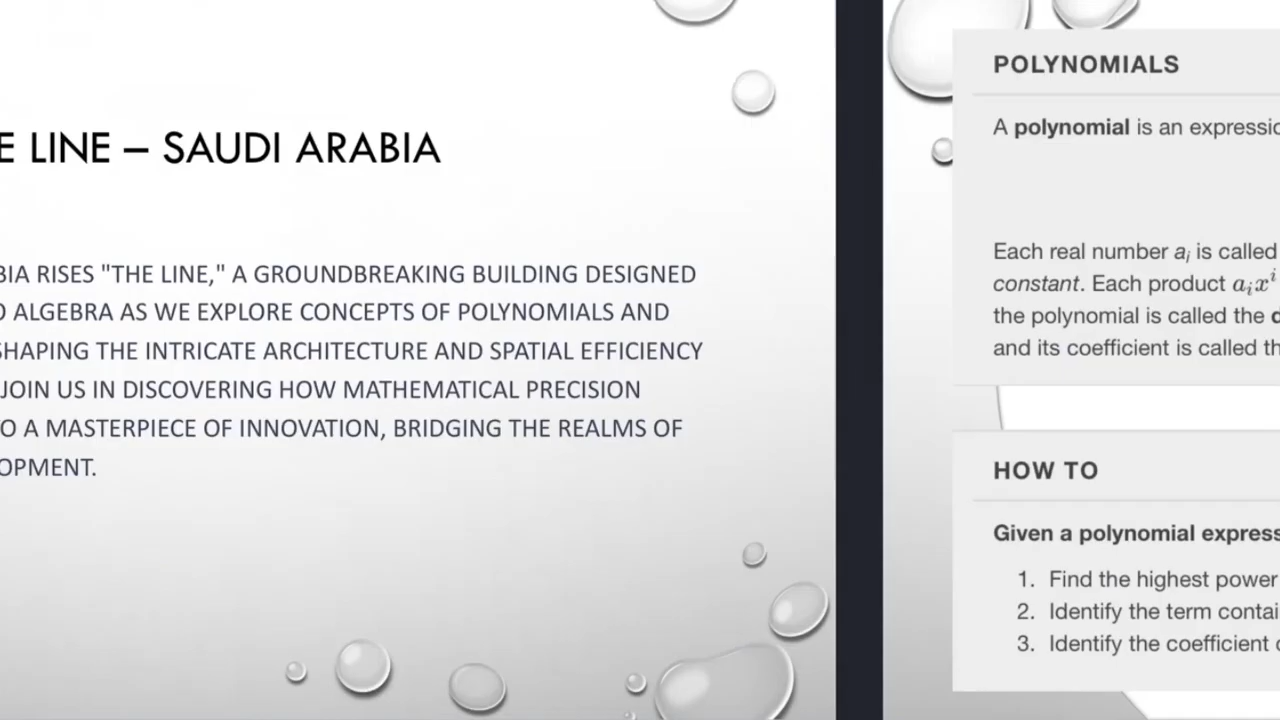 E LINE – SAUDI ARABIA
BIA RISES "THE LINE," A GROUNDBREAKING BUILDING DESIGNED
O ALGEBRA AS WE EXPLORE CONCEPTS OF POLYNOMIALS AND
SHAPING THE INTRICATE ARCHITECTURE AND SPATIAL EFFICIENCY
JOIN US IN DISCOVERING HOW MATHEMATICAL PRECISION
O A MASTERPIECE OF INNOVATION, BRIDGING THE REALMS OF
OPMENT.
POLYNOMIALS
A polynomial is an expressio
Each real number aᵢ is called
constant. Each product aᵢxⁱ
the polynomial is called the d
and its coefficient is called th
HOW TO
Given a polynomial express
1. Find the highest power
2. Identify the term contai
3. Identify the coefficient o